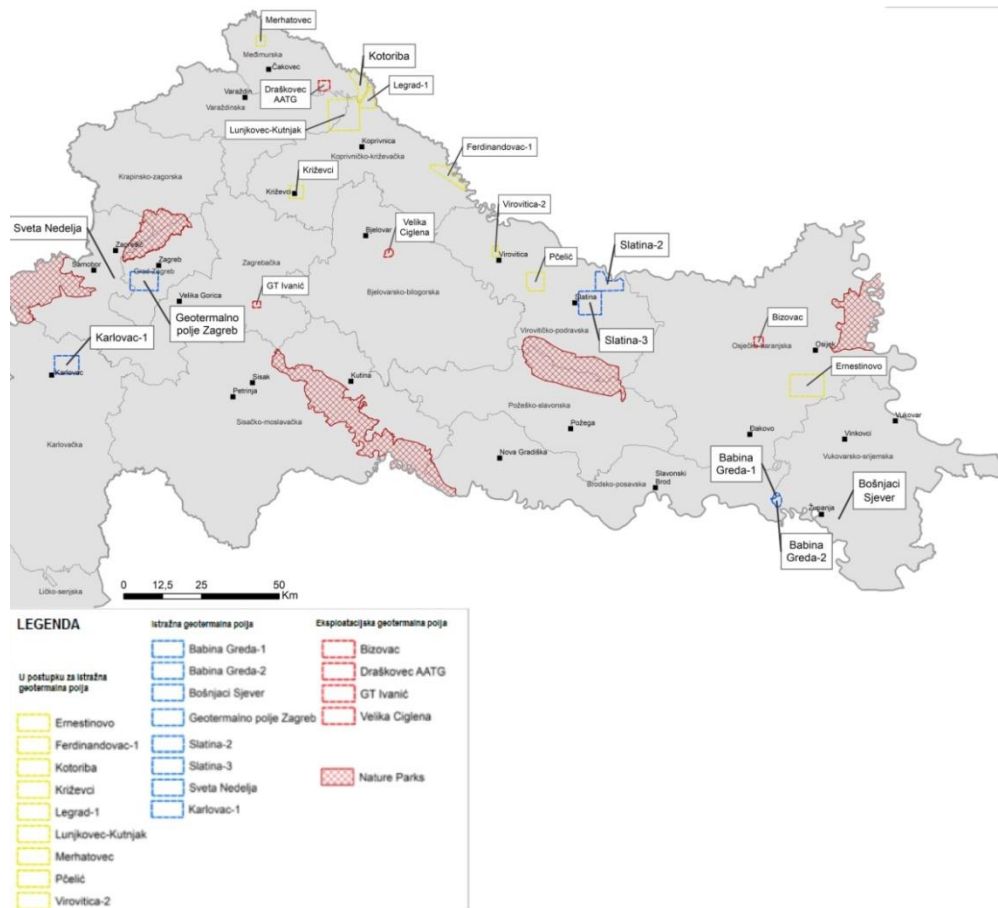 Merhatovec
Međimurska
Čakovec
Kotoriba
Draškovec
AATG
Legrad-1
Varaždin
Varaždinska
Lunjkovec-Kutnjak
Koprivnica
Koprivničko-križevačka
Ferdinandovac-1
Krapinsko-zagorska
Križevci
Križevci
Virovitica-2
Sveta Nedelja
Velika
Ciglena
Bjelovar
Slatina-2
Zaprešić
Zagreb
Zagrebačka
Virovitica
Pčelić
Samobor
Grad Zagreb
Bjelovarsko-bilogorska
GT Ivanić
Velika Gorica
Slatina
Geotermalno
polje Zagreb
Karlovac-1
Virovitičko-podravska
Slatina-3
Bizovac
Osječko-baranjska
Osijek
Ernestinovo
Karlovac
Sisak
Kutina
Petrinja
Sisačko-moslavačka
Požeško-slavonska
Požega
Vukovar
Karlovačka
Đakovo
Vinkovci
Nova Gradiška
Babina
Greda-1
Vukovarsko-srijemska
Brodsko-posavska
Slavonski
Brod
Bošnjaci
Sjever
Županja
Babina
Greda-2
Ličko-senjska
0 12,5 25 50
Km
LEGENDA
U postupku za istražna
geotermalna polja
Ernestinovo
Ferdinandovac-1
Kotoriba
Križevci
Legrad-1
Lunjkovec-Kutnjak
Merhatovec
Pčelić
Virovitica-2
Istražna geotermalna polja
Babina Greda-1
Babina Greda-2
Bošnjaci Sjever
Geotermalno polje Zagreb
Slatina-2
Slatina-3
Sveta Nedelja
Karlovac-1
Eksploatacijska geotermalna polja
Bizovac
Draškovec AATG
GT Ivanić
Velika Ciglena
Nature Parks